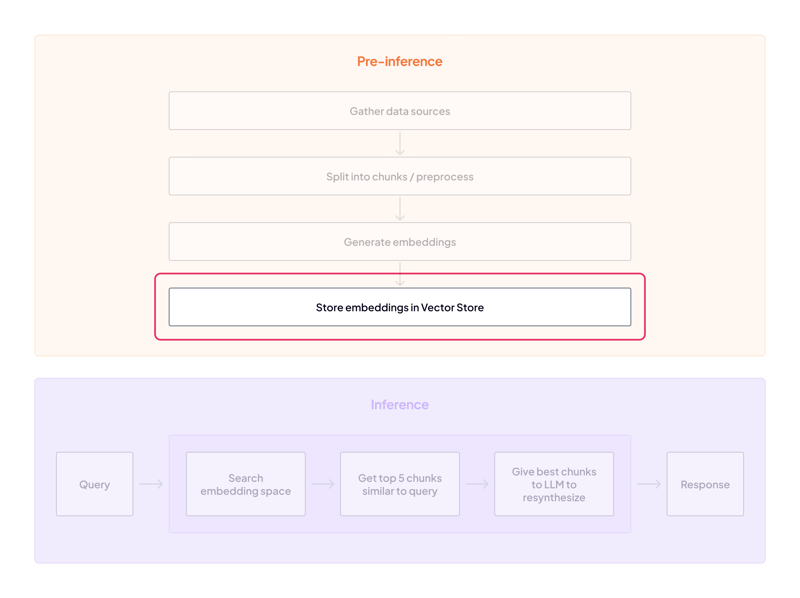 Pre-inference
Gather data sources
Split into chunks / preprocess
Generate embeddings
Store embeddings in Vector Store
Inference
Query
Search
embedding space
Get top 5 chunks
similar to query
Give best chunks
to LLM to
resynthesize
Response